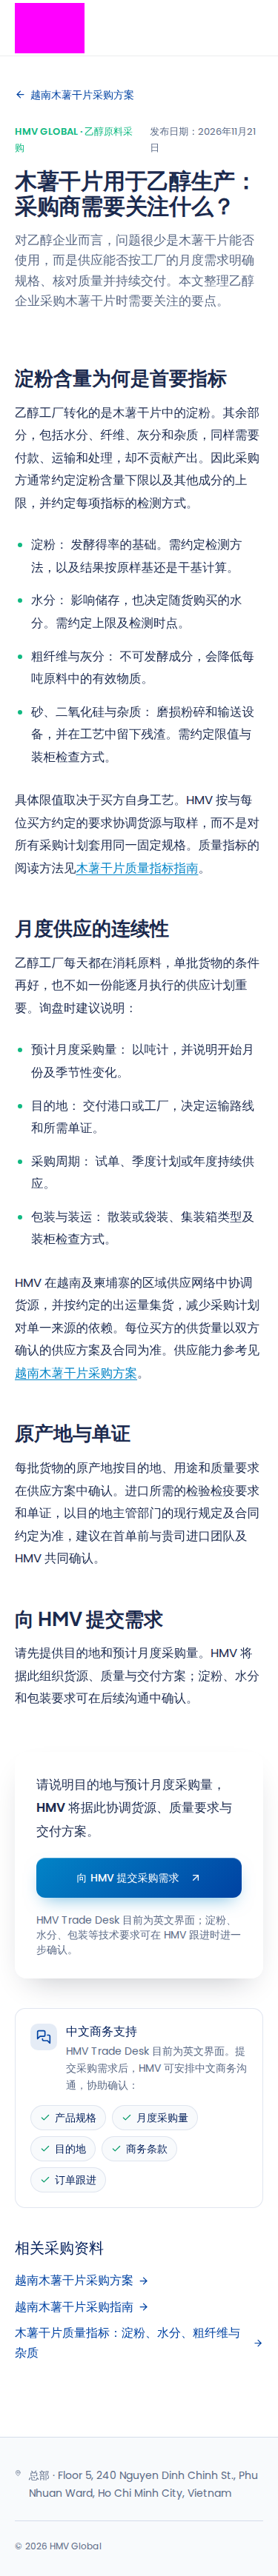 ← 越南木薯干片采购方案
HMV GLOBAL · 乙醇原料采
购
发布日期：2026年11月21
日
木薯干片用于乙醇生产：
采购商需要关注什么？
对乙醇企业而言，问题很少是木薯干片能否
使用，而是供应能否按工厂的月度需求明确
规格、核对质量并持续交付。本文整理乙醇
企业采购木薯干片时需要关注的要点。
淀粉含量为何是首要指标
乙醇工厂转化的是木薯干片中的淀粉。其余部
分，包括水分、纤维、灰分和杂质，同样需要
付款、运输和处理，却不贡献产出。因此采购
方通常约定淀粉含量下限以及其他成分的上
限，并约定每项指标的检测方式。
淀粉： 发酵得率的基础。需约定检测方
法，以及结果按原样基还是干基计算。
水分： 影响储存，也决定随货购买的水
分。需约定上限及检测时点。
粗纤维与灰分： 不可发酵成分，会降低每
吨原料中的有效物质。
砂、二氧化硅与杂质： 磨损粉碎和输送设
备，并在工艺中留下残渣。需约定限值与
装柜检查方式。
具体限值取决于买方自身工艺。HMV 按与每
位买方约定的要求协调货源与取样，而不是对
所有采购计划套用同一固定规格。质量指标的
阅读方法见木薯干片质量指标指南。
月度供应的连续性
乙醇工厂每天都在消耗原料，单批货物的条件
再好，也不如一份能逐月执行的供应计划重
要。询盘时建议说明：
预计月度采购量： 以吨计，并说明开始月
份及季节性变化。
目的地： 交付港口或工厂，决定运输路线
和所需单证。
采购周期： 试单、季度计划或年度持续供
应。
包装与装运： 散装或袋装、集装箱类型及
装柜检查方式。
HMV 在越南及柬埔寨的区域供应网络中协调
货源，并按约定的出运量集货，减少采购计划
对单一来源的依赖。每位买方的供货量以双方
确认的供应方案及合同为准。供应能力参考见
越南木薯干片采购方案。
原产地与单证
每批货物的原产地按目的地、用途和质量要求
在供应方案中确认。进口所需的检验检疫要求
和单证，以目的地主管部门的现行规定及合同
约定为准，建议在首单前与贵司进口团队及
HMV 共同确认。
向 HMV 提交需求
请先提供目的地和预计月度采购量。HMV 将
据此组织货源、质量与交付方案；淀粉、水分
和包装要求可在后续沟通中确认。
请说明目的地与预计月度采购量，
HMV 将据此协调货源、质量要求与
交付方案。
向 HMV 提交采购需求 ↗
HMV Trade Desk 目前为英文界面；淀粉、
水分、包装等技术要求可在 HMV 跟进时进一
步确认。
中文商务支持
HMV Trade Desk 目前为英文界面。提
交采购需求后，HMV 可安排中文商务沟
通，协助确认：
✓ 产品规格
✓ 月度采购量
✓ 目的地
✓ 商务条款
✓ 订单跟进
相关采购资料
越南木薯干片采购方案 →
越南木薯干片采购指南 →
木薯干片质量指标：淀粉、水分、粗纤维与
杂质 →
总部 · Floor 5, 240 Nguyen Dinh Chinh St., Phu
Nhuan Ward, Ho Chi Minh City, Vietnam
© 2026 HMV Global